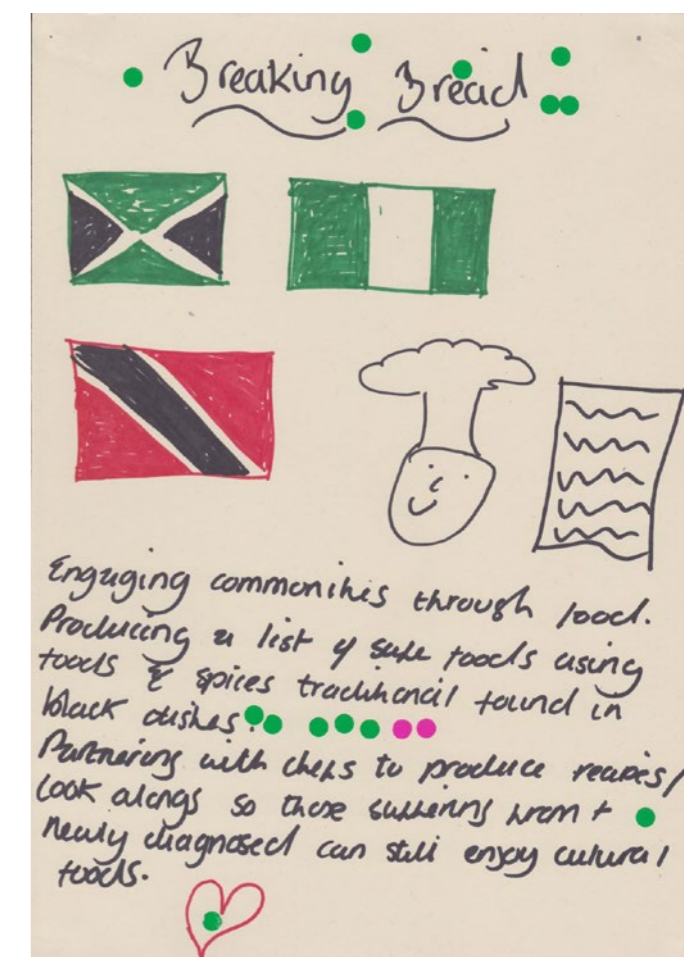 Breaking Bread
Engaging communities through food.
Producing a list of safe foods using
foods & spices traditional found in
black dishes.
Partnering with chefs to produce recipes/
cook alongs so those suffering from +
newly diagnosed can still enjoy cultural
foods.